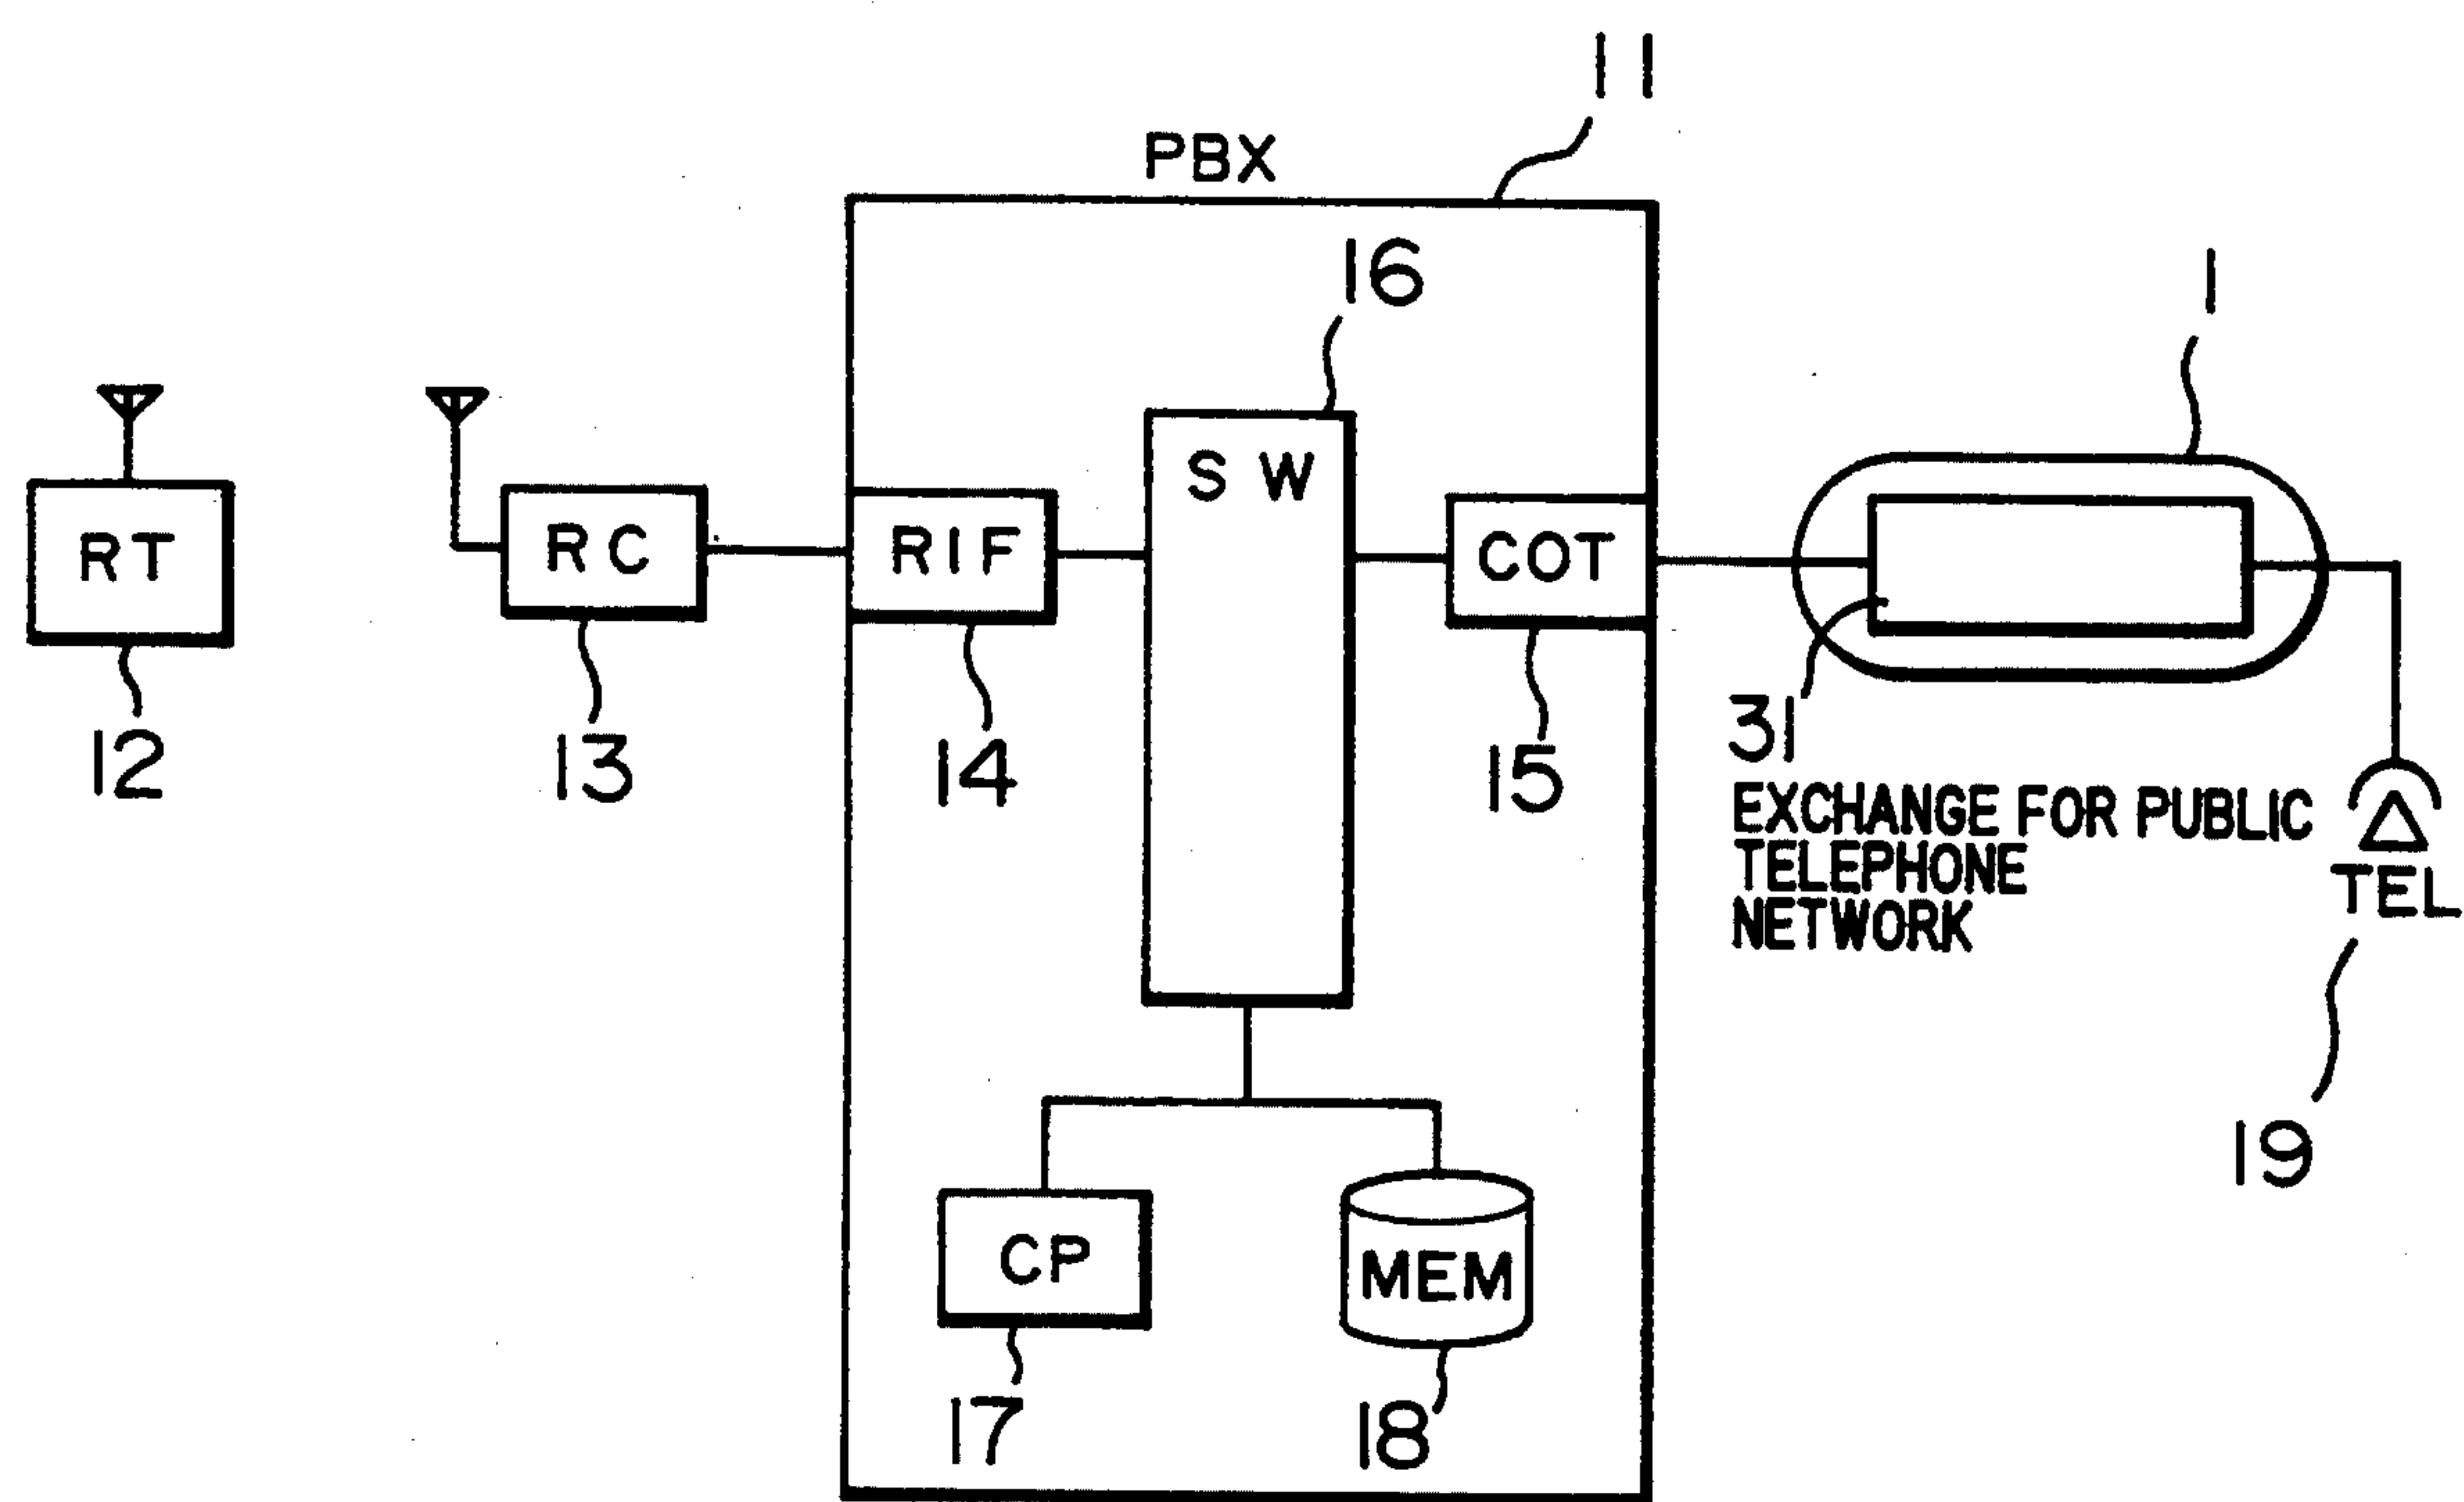 11
PBX
16
1
SW
RT
RC
RIF
COT
12
13
14
15
31
EXCHANGE FOR PUBLIC
TELEPHONE
NETWORK
TEL
19
CP
MEM
17
18